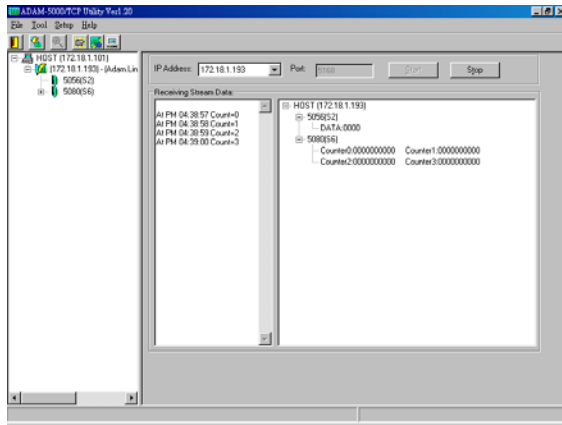 ADAM-5000/TCP Utility Ver1.20
File Tool Setup Help
HOST (172.18.1.101)
(172.18.1.193)-(Adam.Lin
5056(S2)
5080(S6)
IP Address: 172.18.1.193 Port: 5168 Start Stop
Receiving Stream Data:
At PM 04:38:57 Count=0
At PM 04:38:58 Count=1
At PM 04:38:59 Count=2
At PM 04:39:00 Count=3
HOST (172.18.1.193)
5056(S2)
DATA:0000
5080(S6)
Counter0:0000000000 Counter1:0000000000
Counter2:0000000000 Counter3:0000000000